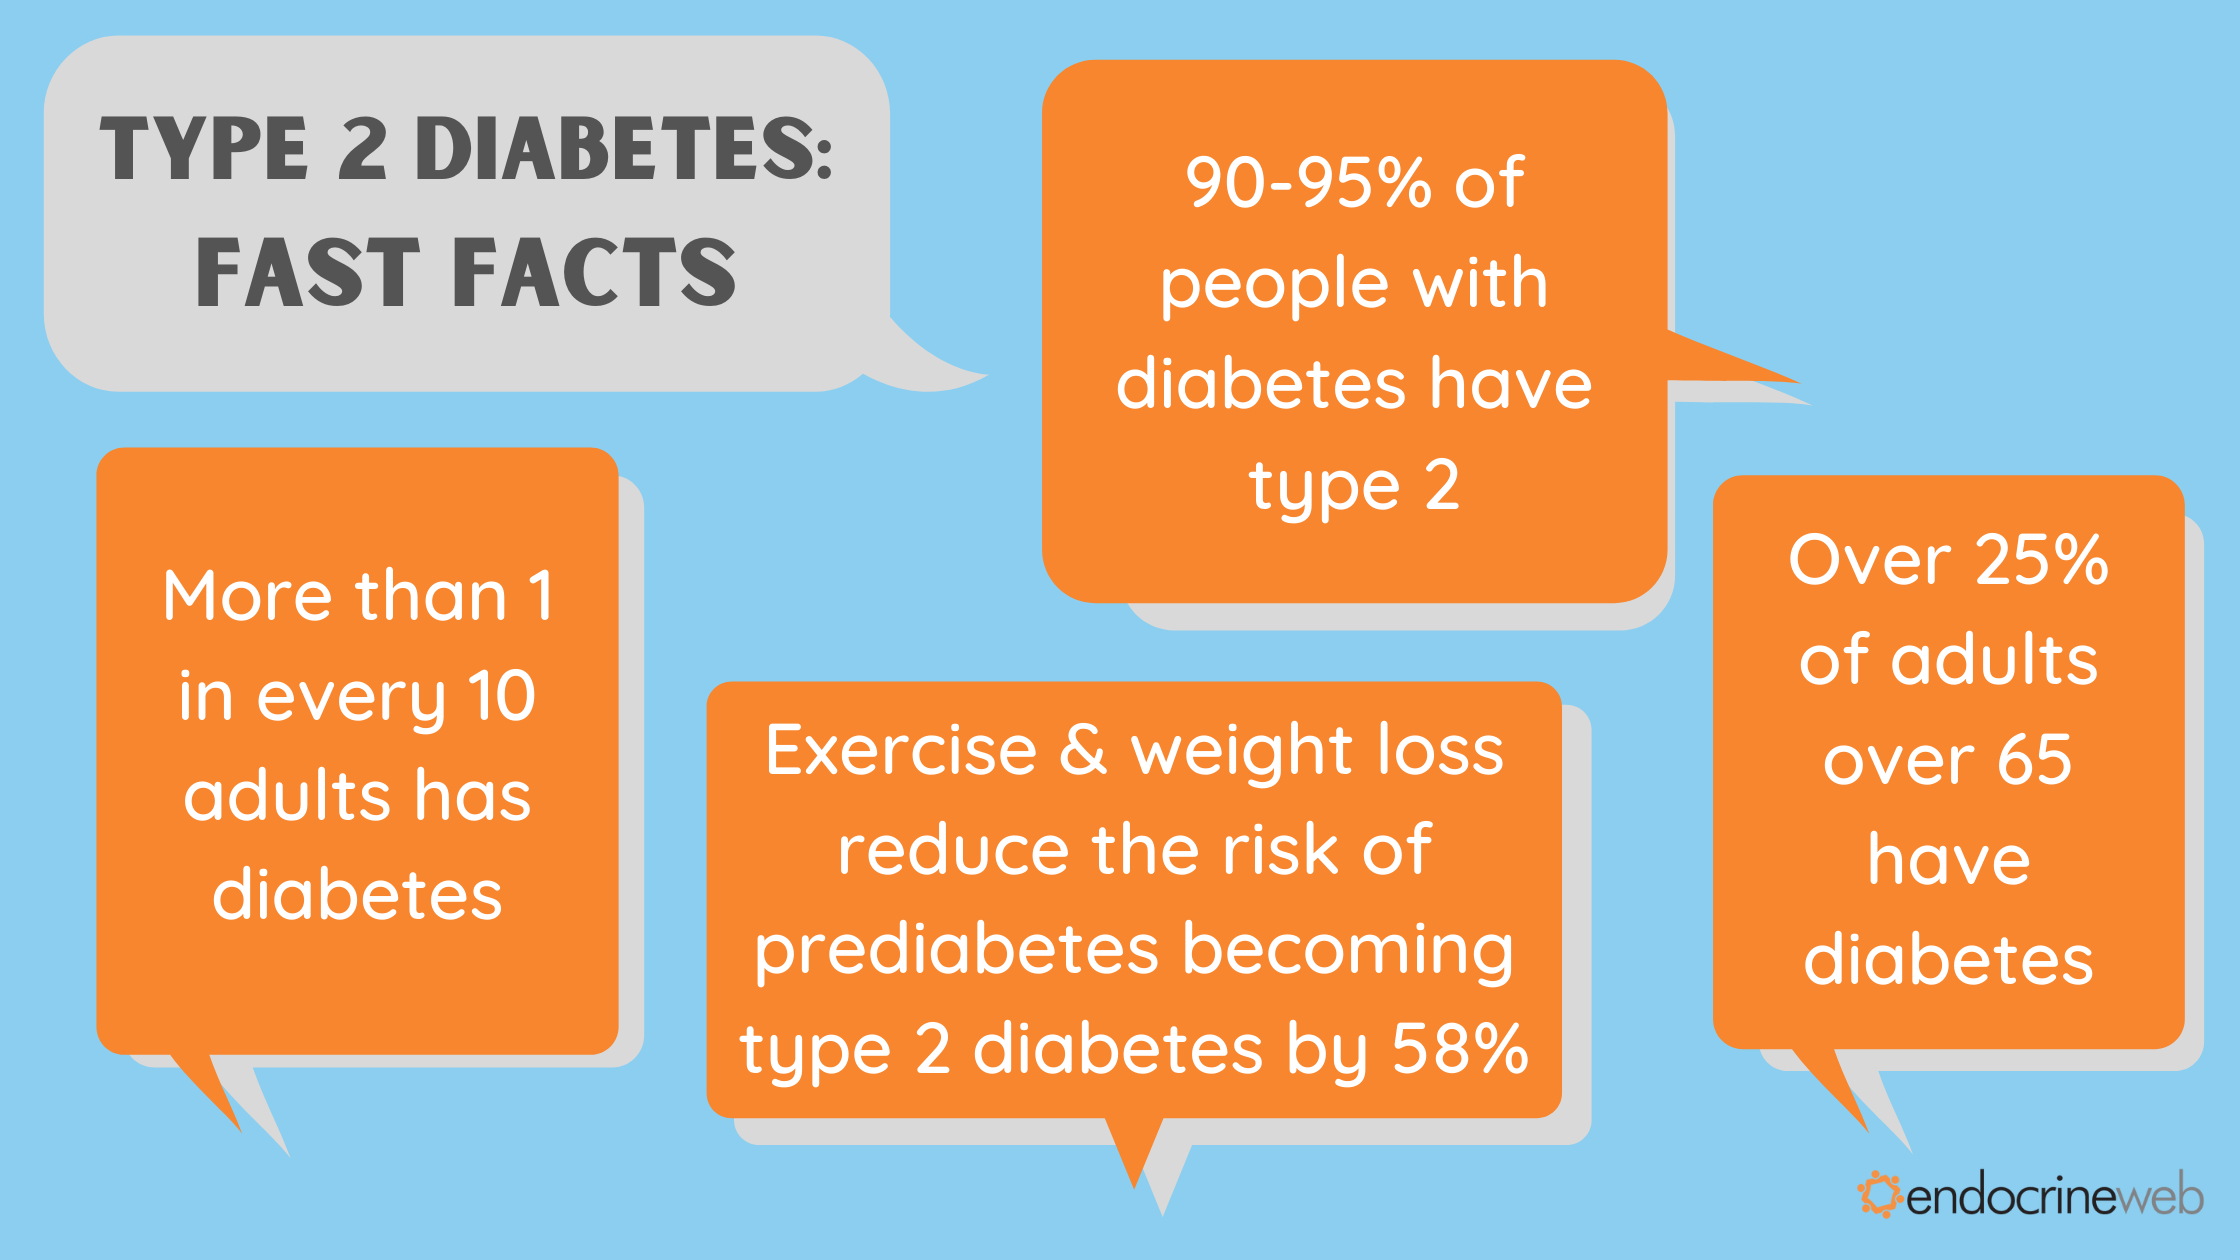 TYPE 2 DIABETES:
FAST FACTS
90-95% of
people with
diabetes have
type 2
More than 1
in every 10
adults has
diabetes
Exercise & weight loss
reduce the risk of
prediabetes becoming
type 2 diabetes by 58%
Over 25%
of adults
over 65
have
diabetes
endocrineweb